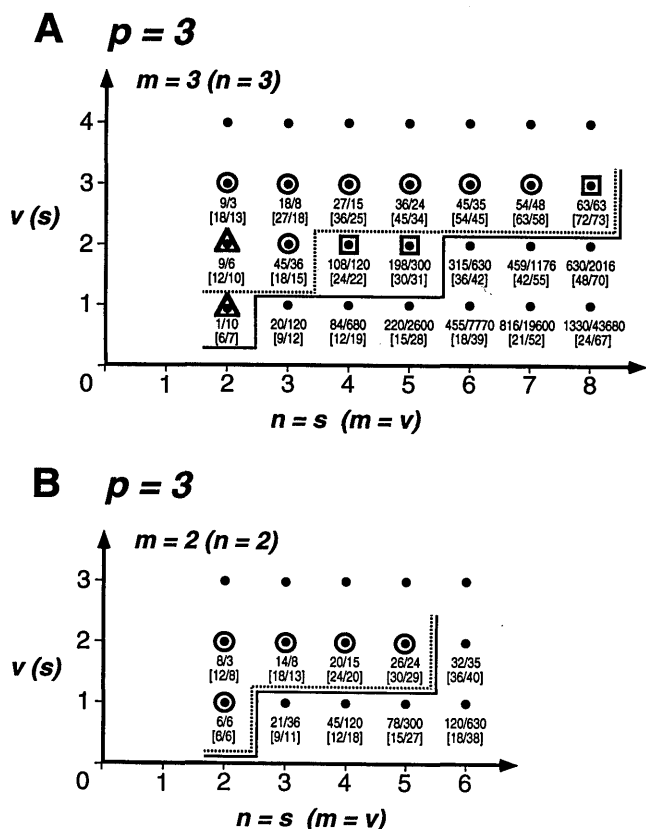 A p = 3
m = 3 (n = 3)
4
3
9/3 18/8 27/15 36/24 45/35 54/48 63/63
[18/13] [27/18] [36/25] [45/34] [54/45] [63/58] [72/73]
v (s)
2
9/6 45/36 108/120 198/300 315/630 459/1176 630/2016
[12/10] [18/15] [24/22] [30/31] [36/42] [42/55] [48/70]
1
1/10 20/120 84/680 220/2600 455/7770 816/19600 1330/43680
[6/7] [9/12] [12/19] [15/28] [18/39] [21/52] [24/67]
0 1 2 3 4 5 6 7 8
n = s (m = v)
B p = 3
m = 2 (n = 2)
3
2
8/3 14/8 20/15 26/24 32/35
[12/8] [18/13] [24/20] [30/29] [36/40]
v (s)
1
6/6 21/36 45/120 78/300 120/630
[6/6] [9/11] [12/18] [15/27] [18/38]
0 1 2 3 4 5 6
n = s (m = v)